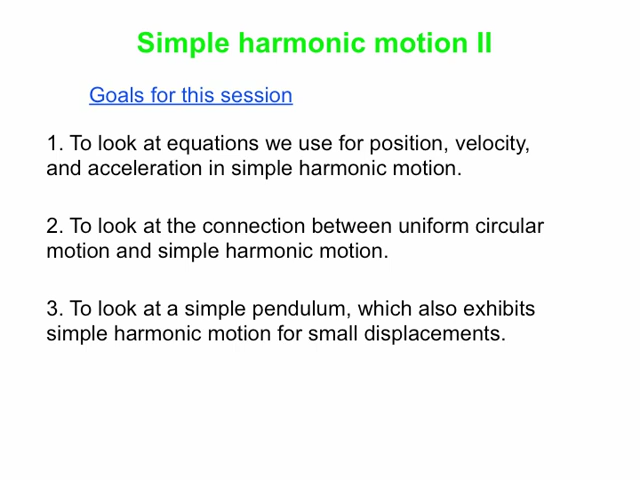 Simple harmonic motion II
Goals for this session
1. To look at equations we use for position, velocity,
and acceleration in simple harmonic motion.
2. To look at the connection between uniform circular
motion and simple harmonic motion.
3. To look at a simple pendulum, which also exhibits
simple harmonic motion for small displacements.